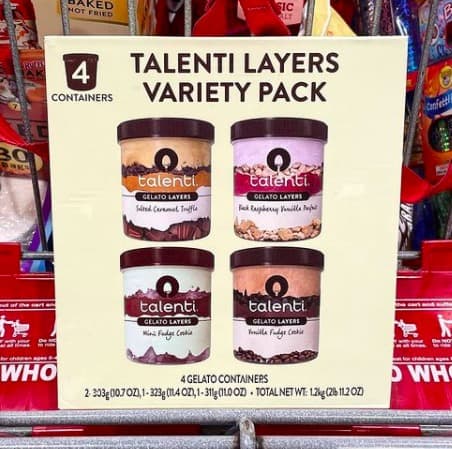 BAKED
NOT FRIED
4
CONTAINERS
TALENTI LAYERS
VARIETY PACK
talenti
GELATO LAYERS
Salted Caramel Truffle
talenti
GELATO LAYERS
Black Raspberry Vanilla Parfait
talenti
GELATO LAYERS
Mint Fudge Cookie
talenti
GELATO LAYERS
Vanilla Fudge Cookie
4 GELATO CONTAINERS
2- 303g (10.7 OZ), 1 - 323g (11.4 OZ), 1 - 311g (11.0 OZ) • TOTAL NET WT: 1.2kg (2lb 11.2 OZ)
Confetti
WHO
WHO